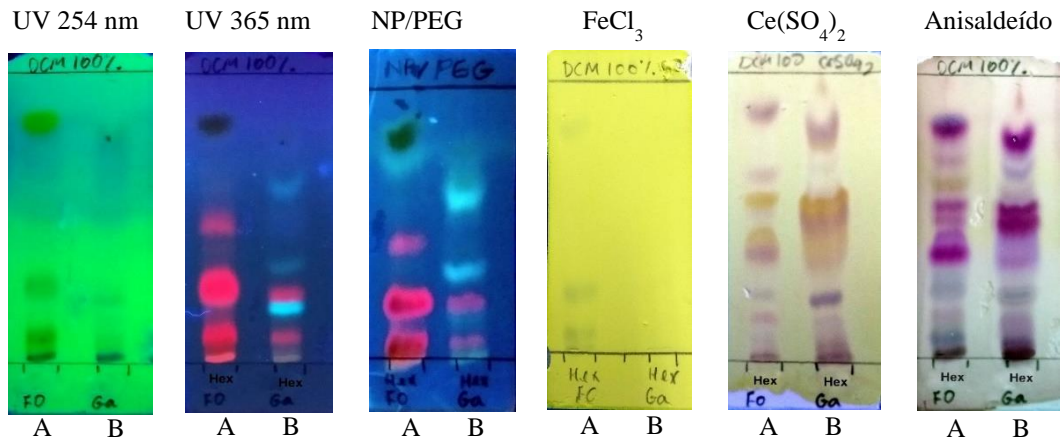 UV 254 nm UV 365 nm NP/PEG FeCl3 Ce(SO4)2 Anisaldeído
DCM 100%.
FO Ga
A B
DCM 100%.
Hex Hex
FO Ga
A B
NP/PEG
Hex Hex
FO Ga
A B
DCM 100%.
Hex Hex
FC Ga
A B
DCM 100
Hex Hex
FO Ga
A B
DCM 100%.
Hex Hex
FO Ga
A B